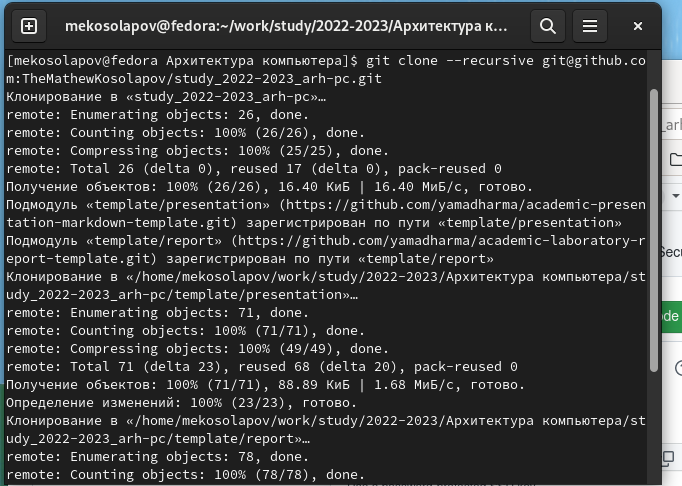 mekosolapov@fedora:~/work/study/2022-2023/Архитектура к...
[mekosolapov@fedora Архитектура компьютера]$ git clone --recursive git@github.co
m:TheMathewKosolapov/study_2022-2023_arh-pc.git
Клонирование в «study_2022-2023_arh-pc»…
remote: Enumerating objects: 26, done.
remote: Counting objects: 100% (26/26), done.
remote: Compressing objects: 100% (25/25), done.
remote: Total 26 (delta 0), reused 17 (delta 0), pack-reused 0
Получение объектов: 100% (26/26), 16.40 КиБ | 16.40 МиБ/с, готово.
Подмодуль «template/presentation» (https://github.com/yamadharma/academic-presen
tation-markdown-template.git) зарегистрирован по пути «template/presentation»
Подмодуль «template/report» (https://github.com/yamadharma/academic-laboratory-r
eport-template.git) зарегистрирован по пути «template/report»
Клонирование в «/home/mekosolapov/work/study/2022-2023/Архитектура компьютера/st
udy_2022-2023_arh-pc/template/presentation»…
remote: Enumerating objects: 71, done.
remote: Counting objects: 100% (71/71), done.
remote: Compressing objects: 100% (49/49), done.
remote: Total 71 (delta 23), reused 68 (delta 20), pack-reused 0
Получение объектов: 100% (71/71), 88.89 КиБ | 1.68 МиБ/с, готово.
Определение изменений: 100% (23/23), готово.
Клонирование в «/home/mekosolapov/work/study/2022-2023/Архитектура компьютера/st
udy_2022-2023_arh-pc/template/report»…
remote: Enumerating objects: 78, done.
remote: Counting objects: 100% (78/78), done.